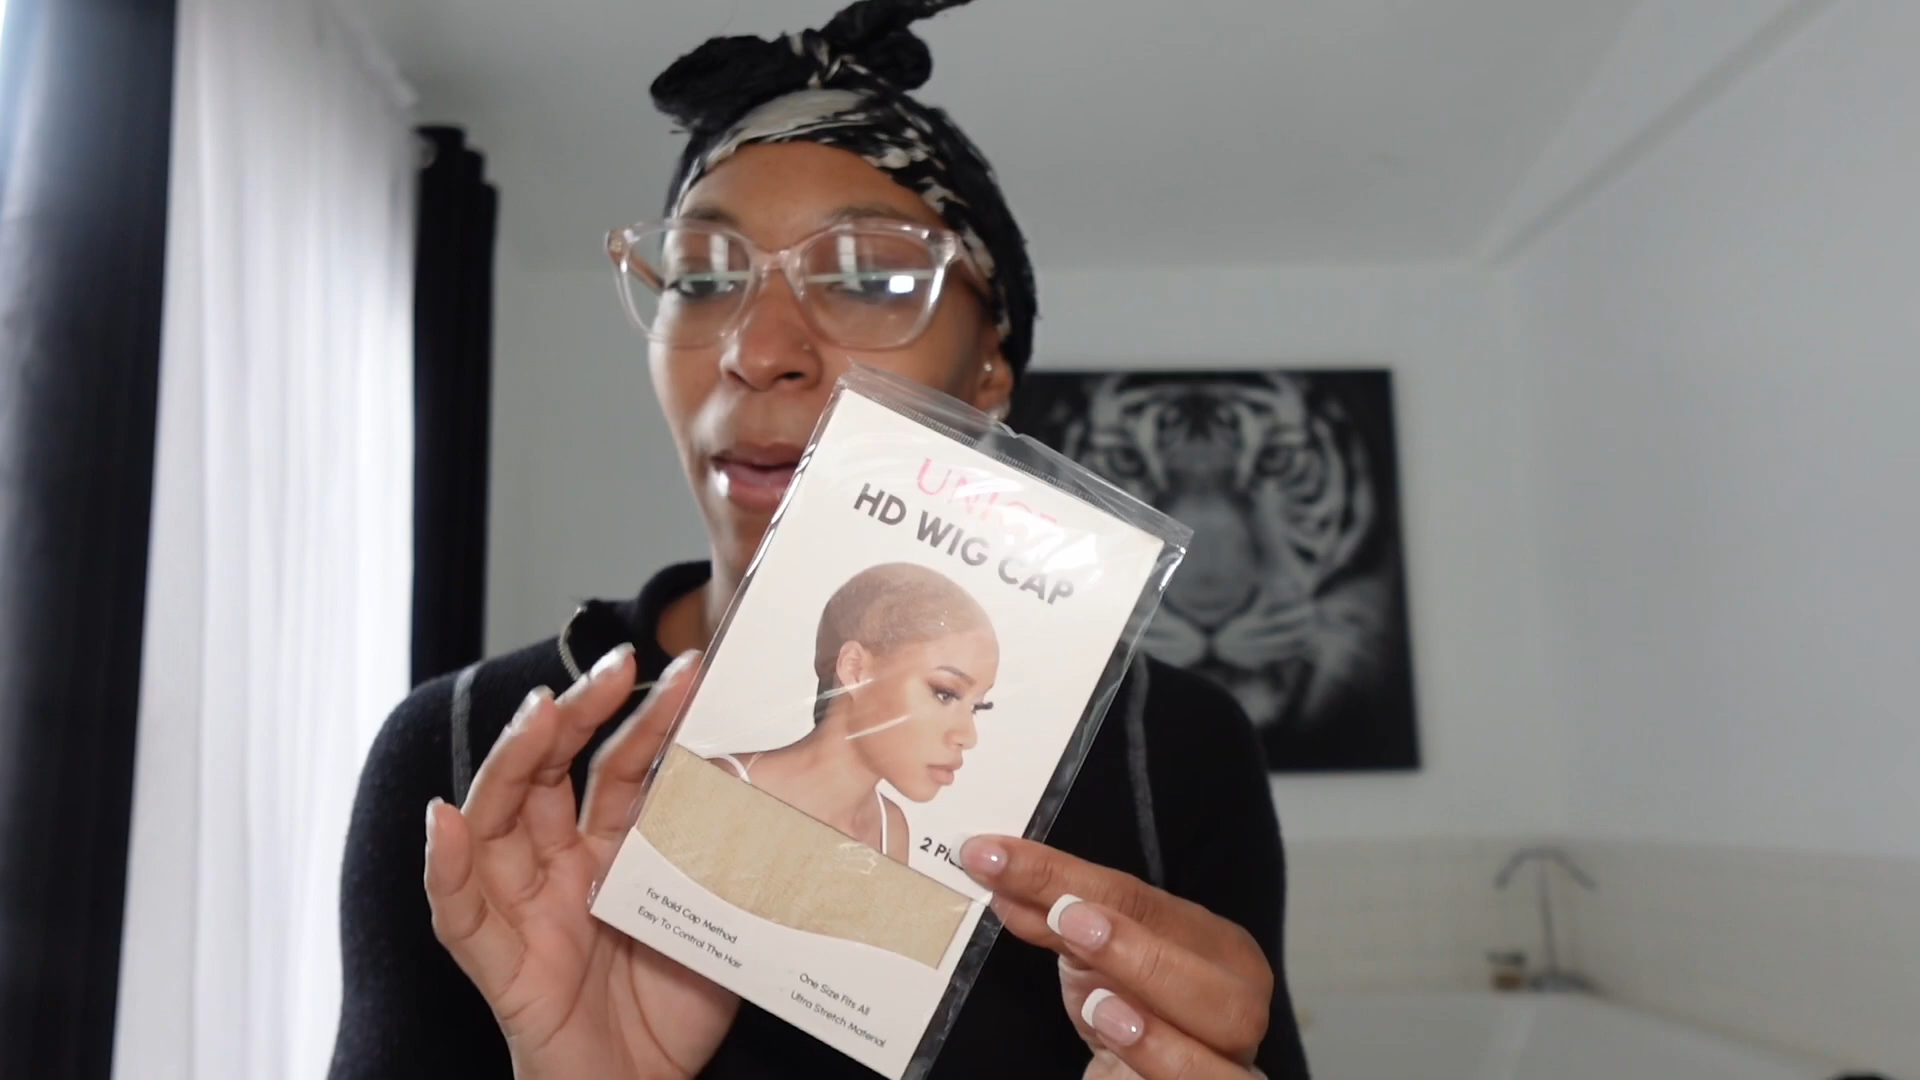 HD WIG CAP
2
For Bald Cap Method
Easy To Control The Hair
One Size Fits All
Ultra Stretch Material